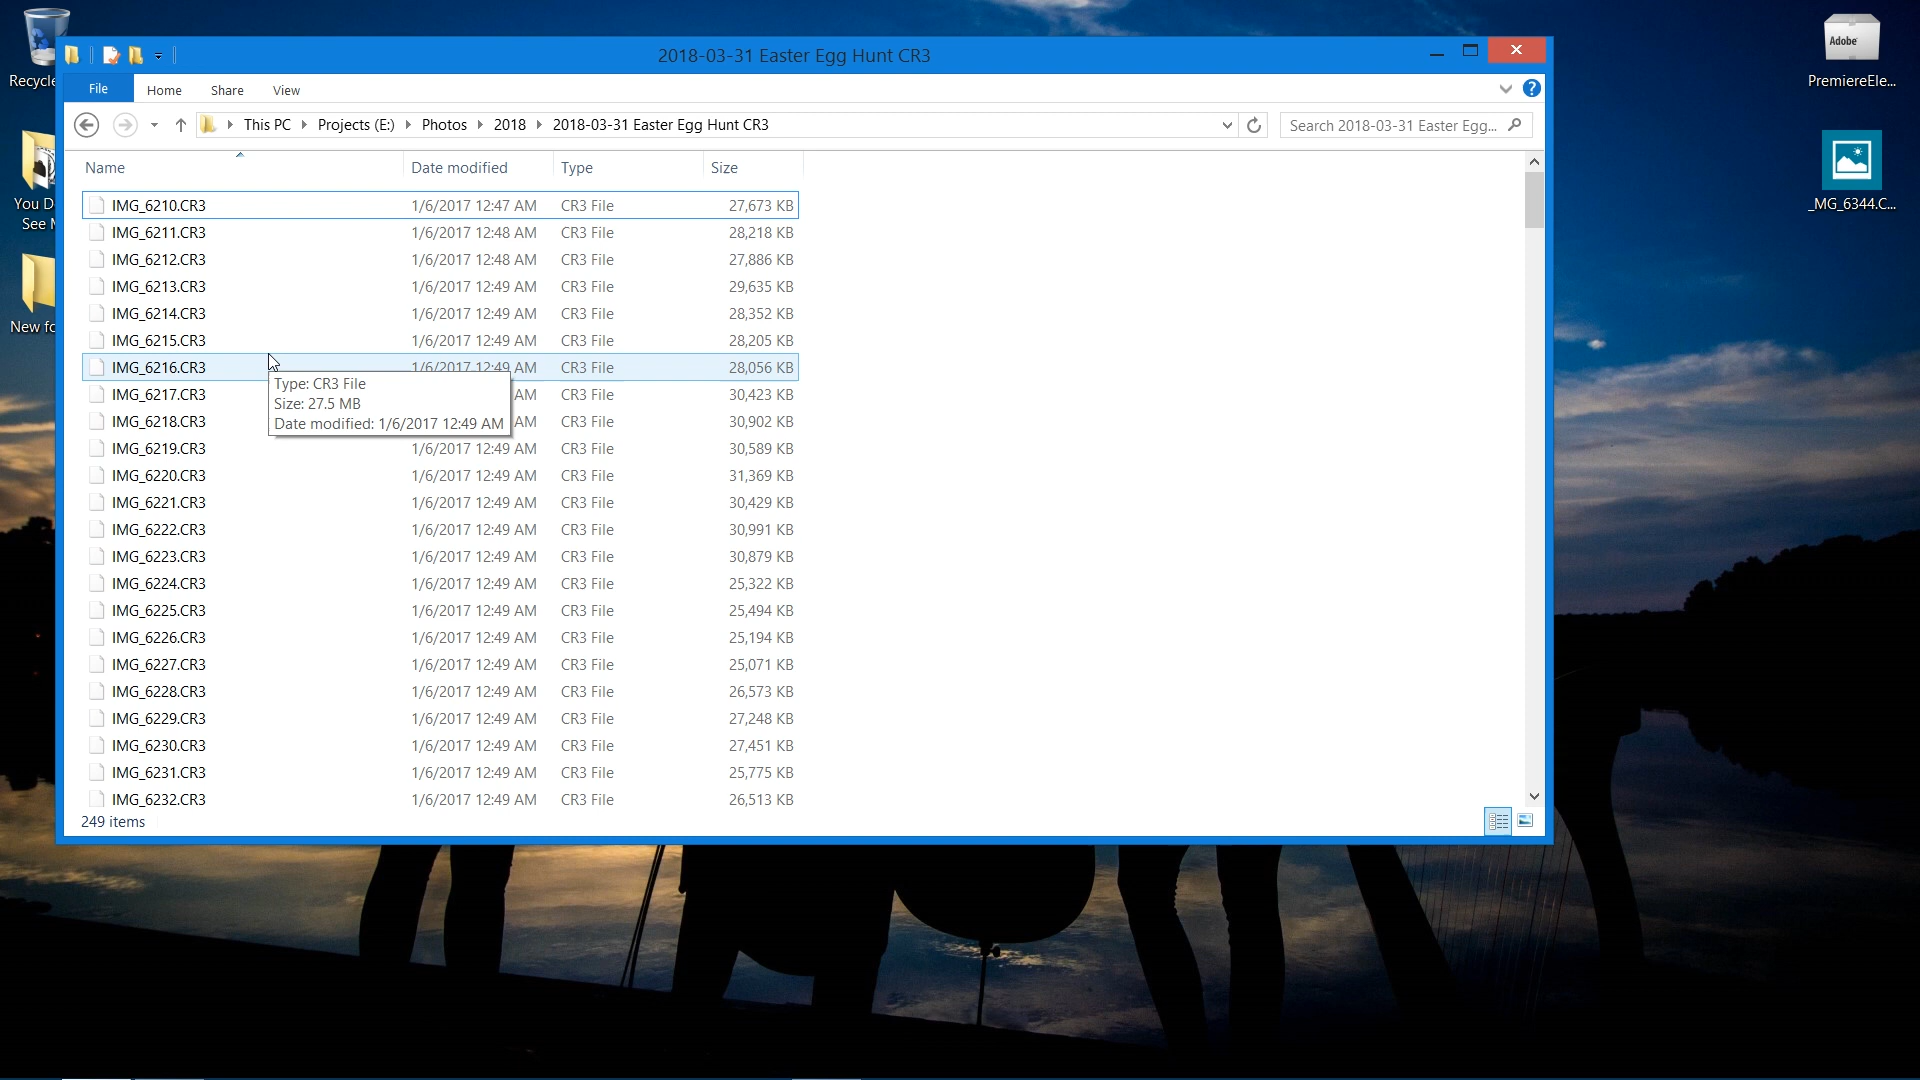 2018-03-31 Easter Egg Hunt CR3
File Home Share View
This PC Projects (E:) Photos 2018 2018-03-31 Easter Egg Hunt CR3
Search 2018-03-31 Easter Egg...
Name Date modified Type Size
IMG_6210.CR3 1/6/2017 12:47 AM CR3 File 27,673 KB
IMG_6211.CR3 1/6/2017 12:48 AM CR3 File 28,218 KB
IMG_6212.CR3 1/6/2017 12:48 AM CR3 File 27,886 KB
IMG_6213.CR3 1/6/2017 12:49 AM CR3 File 29,635 KB
IMG_6214.CR3 1/6/2017 12:49 AM CR3 File 28,352 KB
IMG_6215.CR3 1/6/2017 12:49 AM CR3 File 28,205 KB
IMG_6216.CR3 1/6/2017 12:49 AM CR3 File 28,056 KB
Type: CR3 File
Size: 27.5 MB
Date modified: 1/6/2017 12:49 AM
IMG_6217.CR3 AM CR3 File 30,423 KB
IMG_6218.CR3 AM CR3 File 30,902 KB
IMG_6219.CR3 1/6/2017 12:49 AM CR3 File 30,589 KB
IMG_6220.CR3 1/6/2017 12:49 AM CR3 File 31,369 KB
IMG_6221.CR3 1/6/2017 12:49 AM CR3 File 30,429 KB
IMG_6222.CR3 1/6/2017 12:49 AM CR3 File 30,991 KB
IMG_6223.CR3 1/6/2017 12:49 AM CR3 File 30,879 KB
IMG_6224.CR3 1/6/2017 12:49 AM CR3 File 25,322 KB
IMG_6225.CR3 1/6/2017 12:49 AM CR3 File 25,494 KB
IMG_6226.CR3 1/6/2017 12:49 AM CR3 File 25,194 KB
IMG_6227.CR3 1/6/2017 12:49 AM CR3 File 25,071 KB
IMG_6228.CR3 1/6/2017 12:49 AM CR3 File 26,573 KB
IMG_6229.CR3 1/6/2017 12:49 AM CR3 File 27,248 KB
IMG_6230.CR3 1/6/2017 12:49 AM CR3 File 27,451 KB
IMG_6231.CR3 1/6/2017 12:49 AM CR3 File 25,775 KB
IMG_6232.CR3 1/6/2017 12:49 AM CR3 File 26,513 KB
249 items
Recycle
You D
See
New fo
Adobe
PremiereEle...
_MG_6344.C...